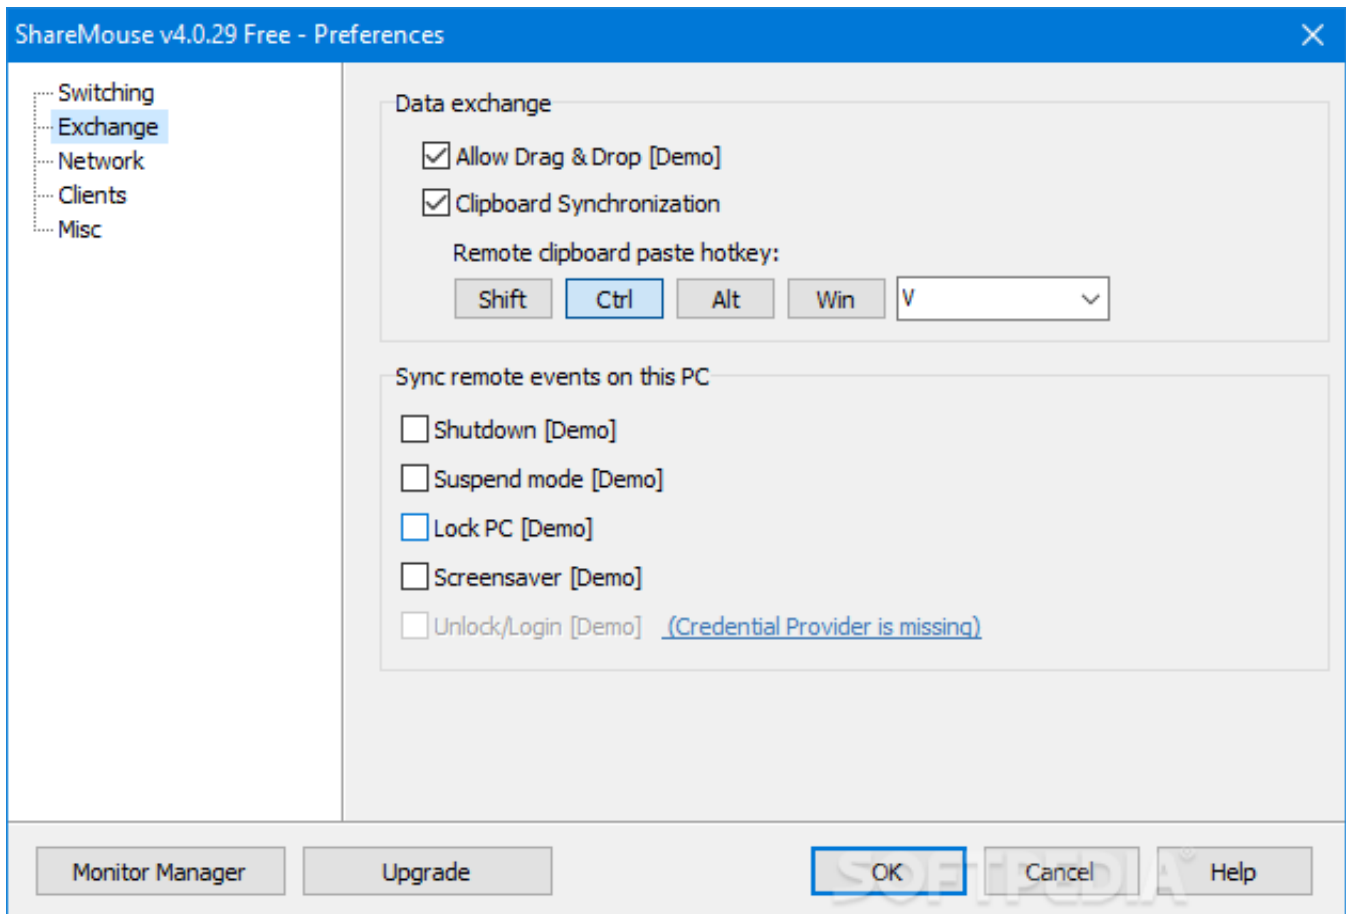 ShareMouse v4.0.29 Free - Preferences
Switching
Exchange
Network
Clients
Misc
Data exchange
Allow Drag & Drop [Demo]
Clipboard Synchronization
Remote clipboard paste hotkey:
Shift Ctrl Alt Win V
Sync remote events on this PC
Shutdown [Demo]
Suspend mode [Demo]
Lock PC [Demo]
Screensaver [Demo]
Unlock/Login [Demo] (Credential Provider is missing)
Monitor Manager Upgrade OK Cancel Help
SOFTPEDIA®